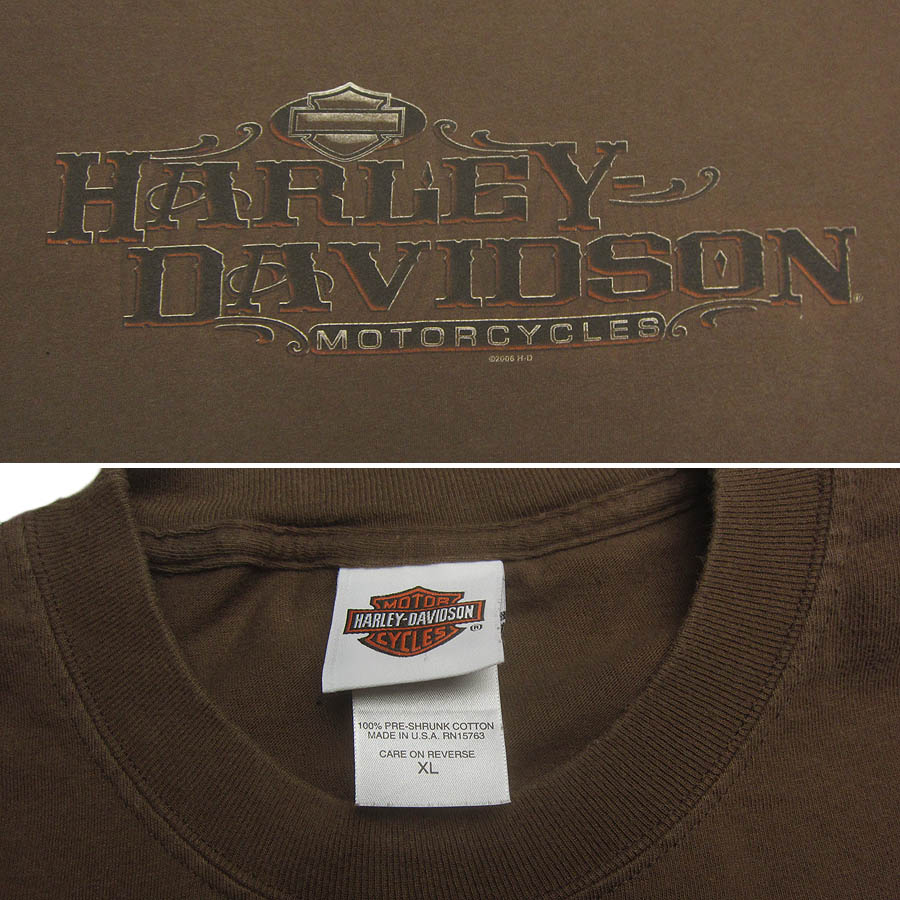 HARLEY-
DAVIDSON®
MOTORCYCLES
©2006 H-D
MOTOR
HARLEY-DAVIDSON
CYCLES ®
100% PRE-SHRUNK COTTON
MADE IN U.S.A. RN15763
CARE ON REVERSE
XL